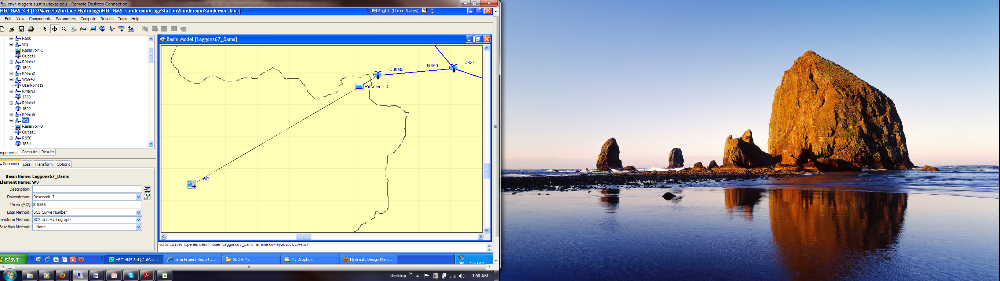 crwr-niagara.austin.utexas.edu - Remote Desktop Connection
HEC-HMS 3.4 [C:\Marcelo\Surface Hydrology\HEC-HMS_sanderson\GageStation\Sanderson\Sanderson.hms]
EN English (United States)
Edit View Components Parameters Compute Results Tools Help
R500
W1
Reservoir-1
Outlet1
RMain1
J840
RMain2
W5940
UserPoint19
RMain3
J759
RMain4
J829
RMain5
W3
Reservoir-3
Outlet3
R650
J834
mponents Compute Results
Basin Model [Laggons67_Dams]
J834
R650
Outlet3
Reservoir-3
W3
Subbasin Loss Transform Options
Basin Name: Laggons67_Dams
Element Name: W3
Description:
Downstream: Reservoir-3
*Area (MI2) 8.5586
Loss Method: SCS Curve Number
ransform Method: SCS Unit Hydrograph
Baseflow Method: --None--
NOTE 10179: Opened basin model "Laggons67_Dams" at time 06May2010, 01:49:07.
start
HEC-HMS 3.4 [C:\Mar...
Term Project Report ...
GEO-HMS
My Dropbox
Hydraulic Design Man...
1:50 AM
Desktop »
1:50 AM